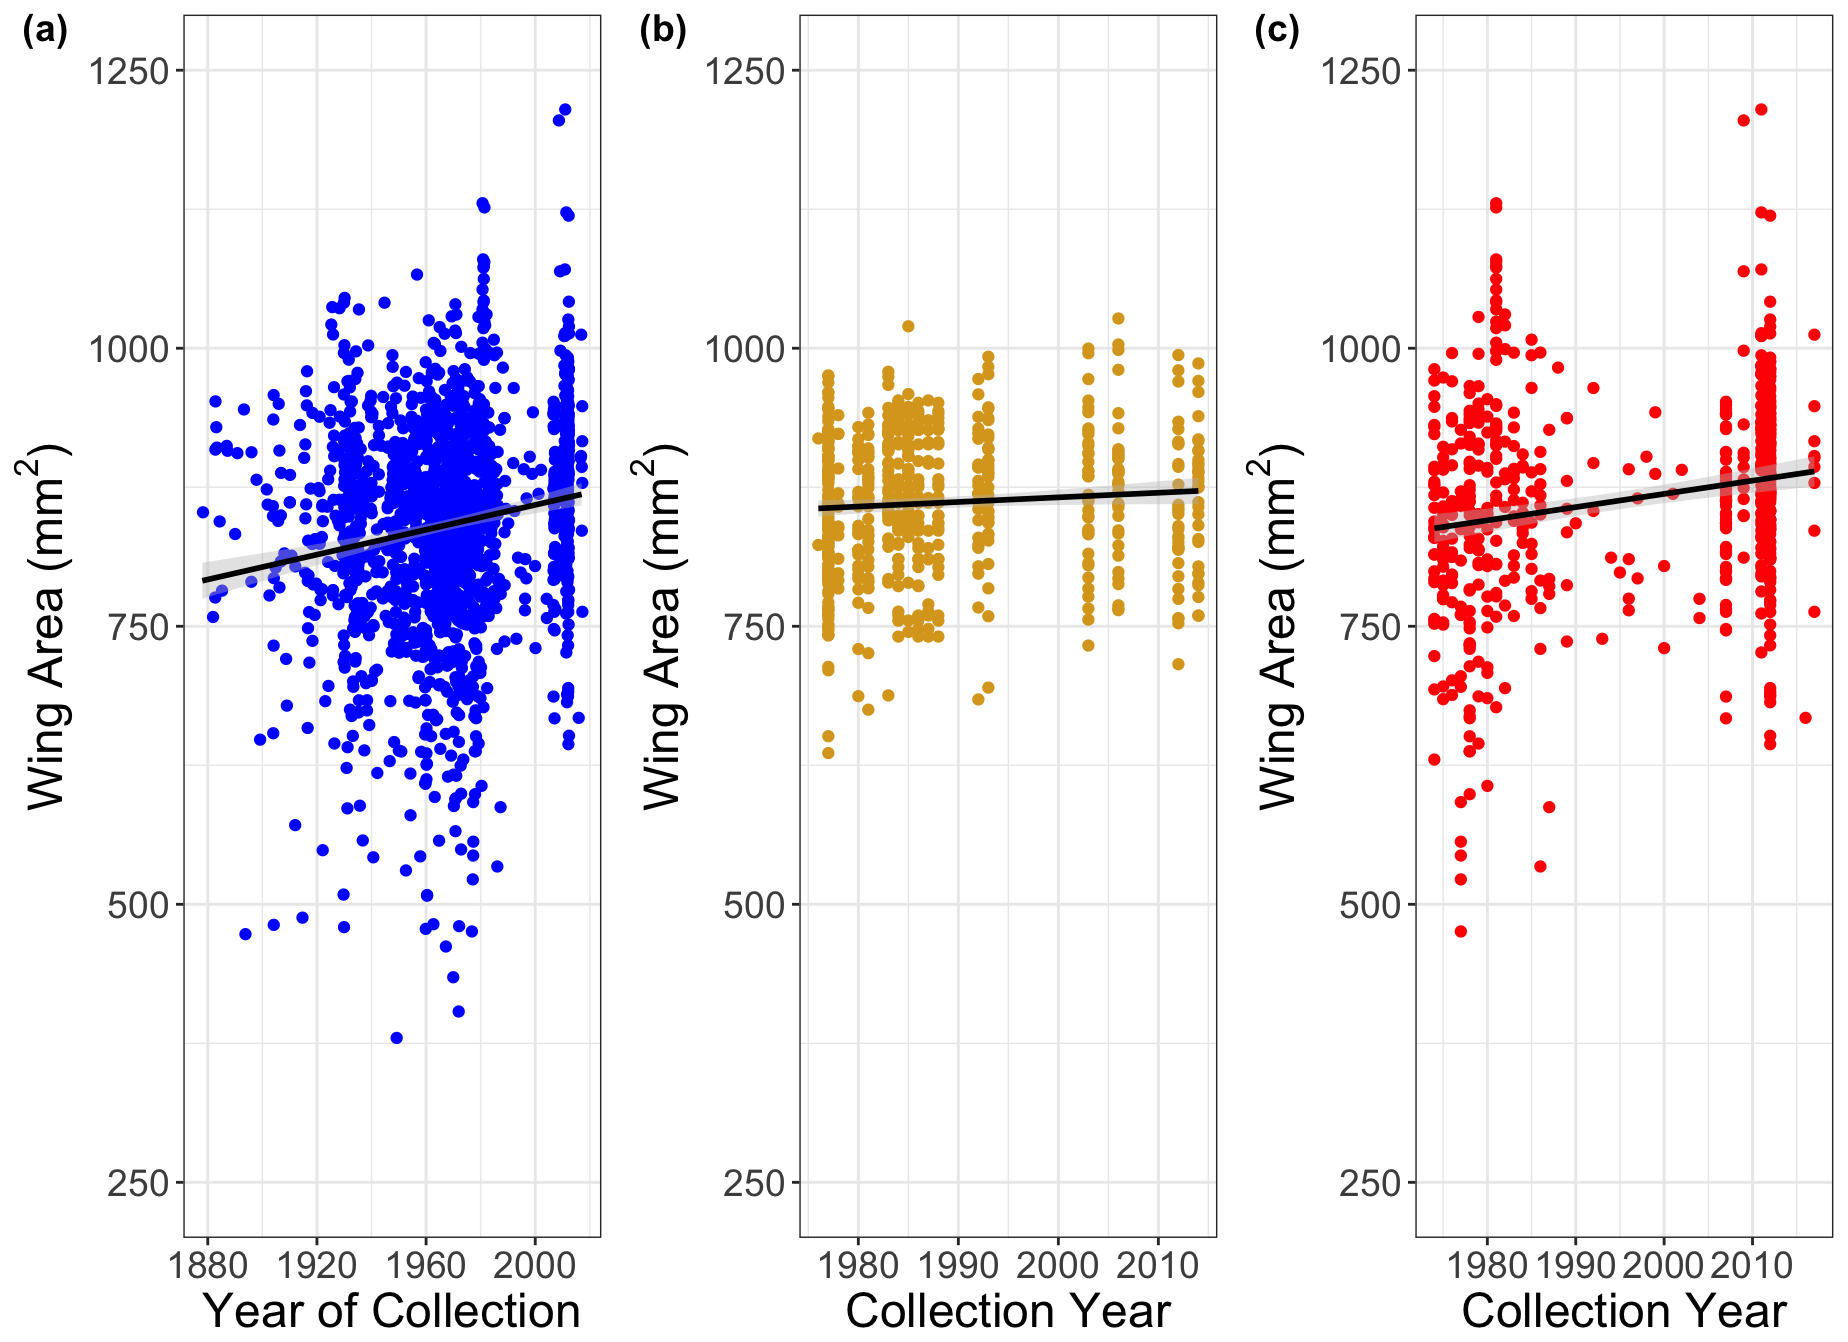 (a)
1250
1000
750
500
250
Wing Area (mm²)
1880 1920 1960 2000
Year of Collection
(b)
1250
1000
750
500
250
Wing Area (mm²)
1980 1990 2000 2010
Collection Year
(c)
1250
1000
750
500
250
Wing Area (mm²)
1980 1990 2000 2010
Collection Year